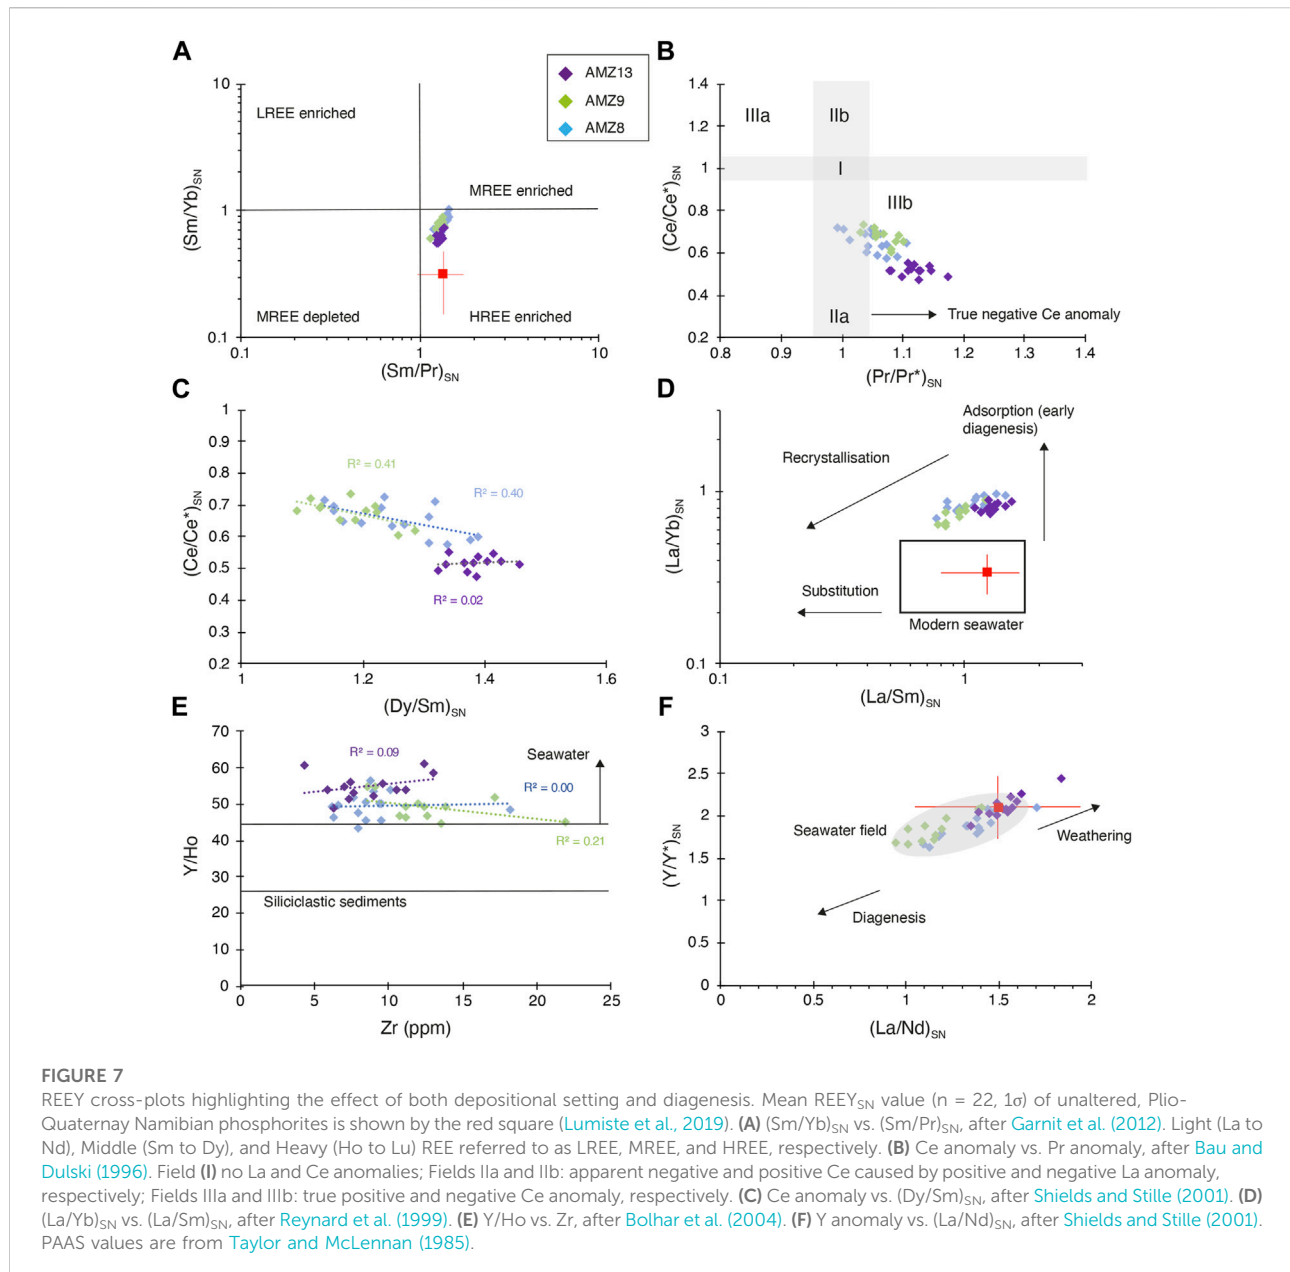 A
10
LREE enriched
MREE enriched
1
(Sm/Yb)SN
MREE depleted
HREE enriched
0.1
0.1
1
10
(Sm/Pr)SN
AMZ13
AMZ9
AMZ8
B
1.4
1.2
1
0.8
0.6
0.4
0.2
(Ce/Ce*)SN
IIIa
IIb
I
IIIb
IIa
True negative Ce anomaly
0.8
0.9
1
1.1
1.2
1.3
1.4
(Pr/Pr*)SN
C
1
0.9
0.8
0.7
0.6
0.5
0.4
0.3
0.2
(Ce/Ce*)SN
R² = 0.41
R² = 0.40
R² = 0.02
1
1.2
1.4
1.6
(Dy/Sm)SN
D
Adsorption (early
diagenesis)
Recrystallisation
1
(La/Yb)SN
Substitution
Modern seawater
0.1
0.1
1
(La/Sm)SN
E
70
60
50
40
30
20
10
0
Y/Ho
R² = 0.09
Seawater
R² = 0.00
R² = 0.21
Siliciclastic sediments
0
5
10
15
20
25
Zr (ppm)
F
3
2.5
2
1.5
1
0.5
0
(Y/Y*)SN
Seawater field
Weathering
Diagenesis
0
0.5
1
1.5
2
(La/Nd)SN
FIGURE 7
REEY cross-plots highlighting the effect of both depositional setting and diagenesis. Mean REEYSN value (n = 22, 1σ) of unaltered, Plio-
Quaternay Namibian phosphorites is shown by the red square (Lumiste et al., 2019). (A) (Sm/Yb)SN vs. (Sm/Pr)SN, after Garnit et al. (2012). Light (La to
Nd), Middle (Sm to Dy), and Heavy (Ho to Lu) REE referred to as LREE, MREE, and HREE, respectively. (B) Ce anomaly vs. Pr anomaly, after Bau and
Dulski (1996). Field (I) no La and Ce anomalies; Fields IIa and IIb: apparent negative and positive Ce caused by positive and negative La anomaly,
respectively; Fields IIIa and IIIb: true positive and negative Ce anomaly, respectively. (C) Ce anomaly vs. (Dy/Sm)SN, after Shields and Stille (2001). (D)
(La/Yb)SN vs. (La/Sm)SN, after Reynard et al. (1999). (E) Y/Ho vs. Zr, after Bolhar et al. (2004). (F) Y anomaly vs. (La/Nd)SN, after Shields and Stille (2001).
PAAS values are from Taylor and McLennan (1985).